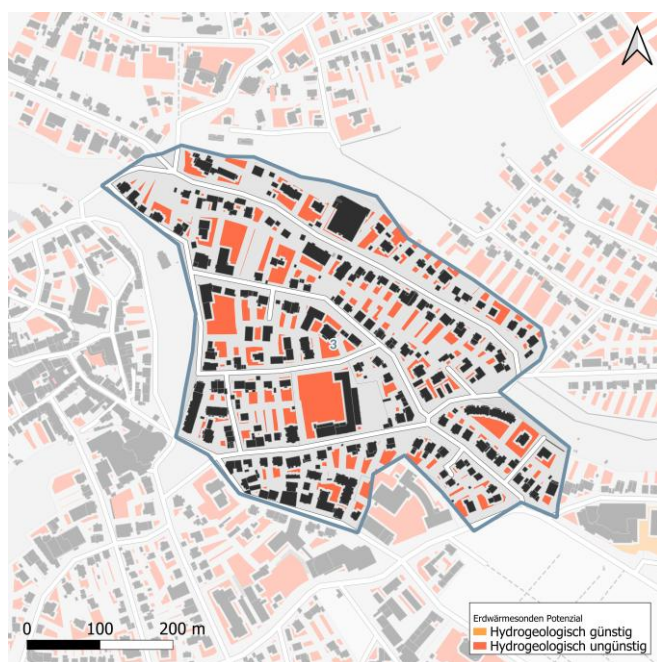 3
0 100 200 m
Erdwärmesonden Potenzial
Hydrogeologisch günstig
Hydrogeologisch ungünstig